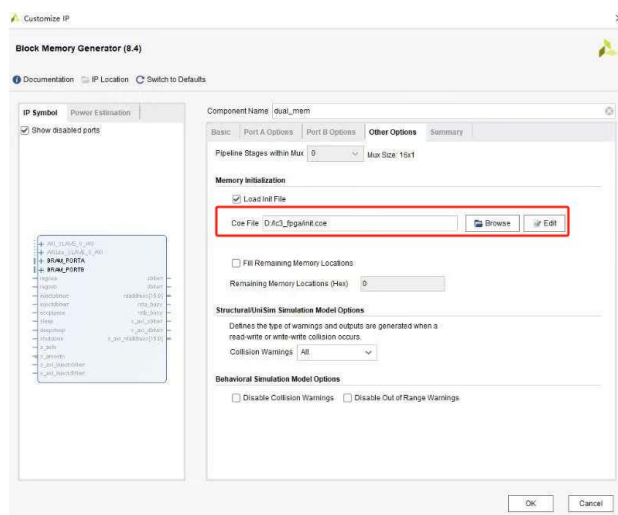 Customize IP
Block Memory Generator (8.4)
Documentation IP Location Switch to Defaults
IP Symbol Power Estimation
Show disabled ports
AXI_SLAVE_S_AXI
AXILite_SLAVE_S_AXI
BRAM_PORTA
BRAM_PORTB
Component Name dual_mem
Basic Port A Options Port B Options Other Options Summary
Pipeline Stages within Mux 0 Mux Size: 16x1
Memory Initialization
Load Init File
Coe File D:/lc3_fpga/init.coe Browse Edit
Fill Remaining Memory Locations
Remaining Memory Locations (Hex) 0
Structural/UniSim Simulation Model Options
Defines the type of warnings and outputs are generated when a
read-write or write-write collision occurs.
Collision Warnings All
Behavioral Simulation Model Options
Disable Collision Warnings Disable Out of Range Warnings
OK Cancel